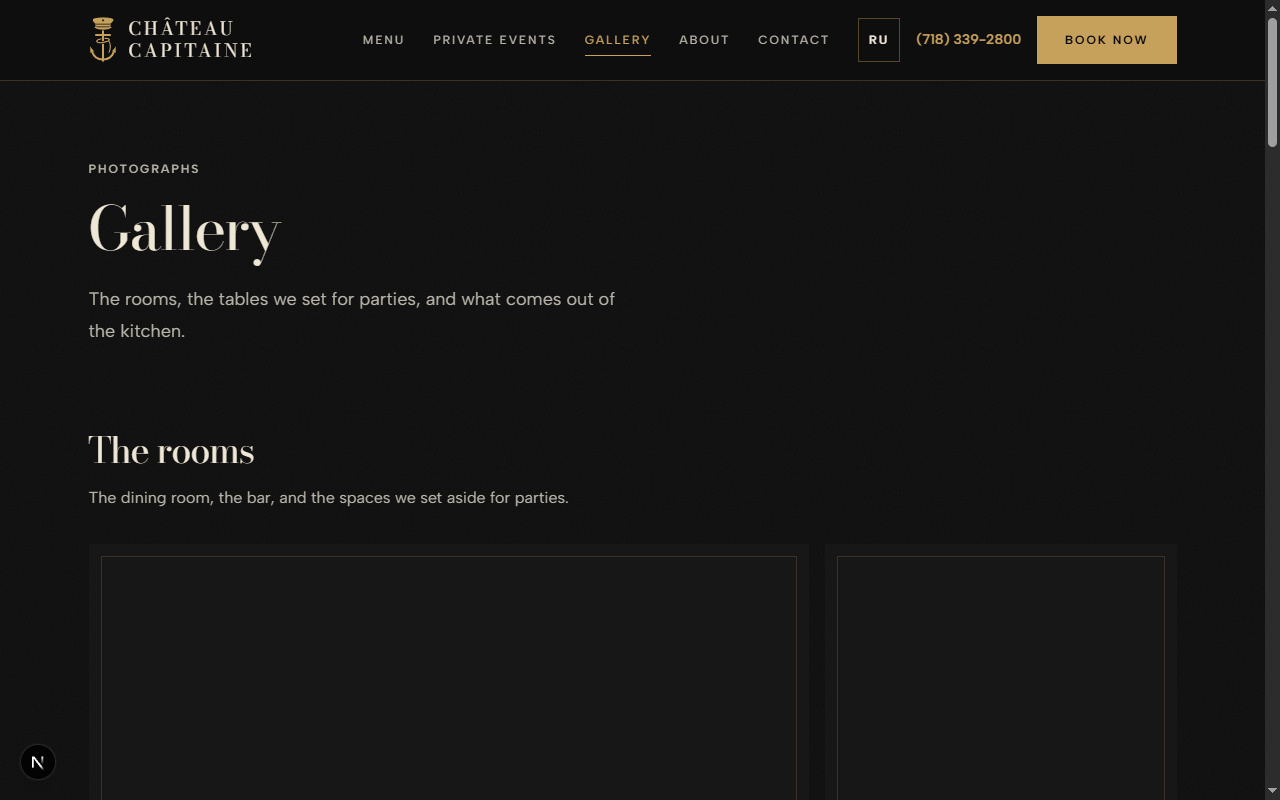 CHÂTEAU
CAPITAINE
MENU
PRIVATE EVENTS
GALLERY
ABOUT
CONTACT
RU
(718) 339-2800
BOOK NOW
PHOTOGRAPHS
Gallery
The rooms, the tables we set for parties, and what comes out of
the kitchen.
The rooms
The dining room, the bar, and the spaces we set aside for parties.
N